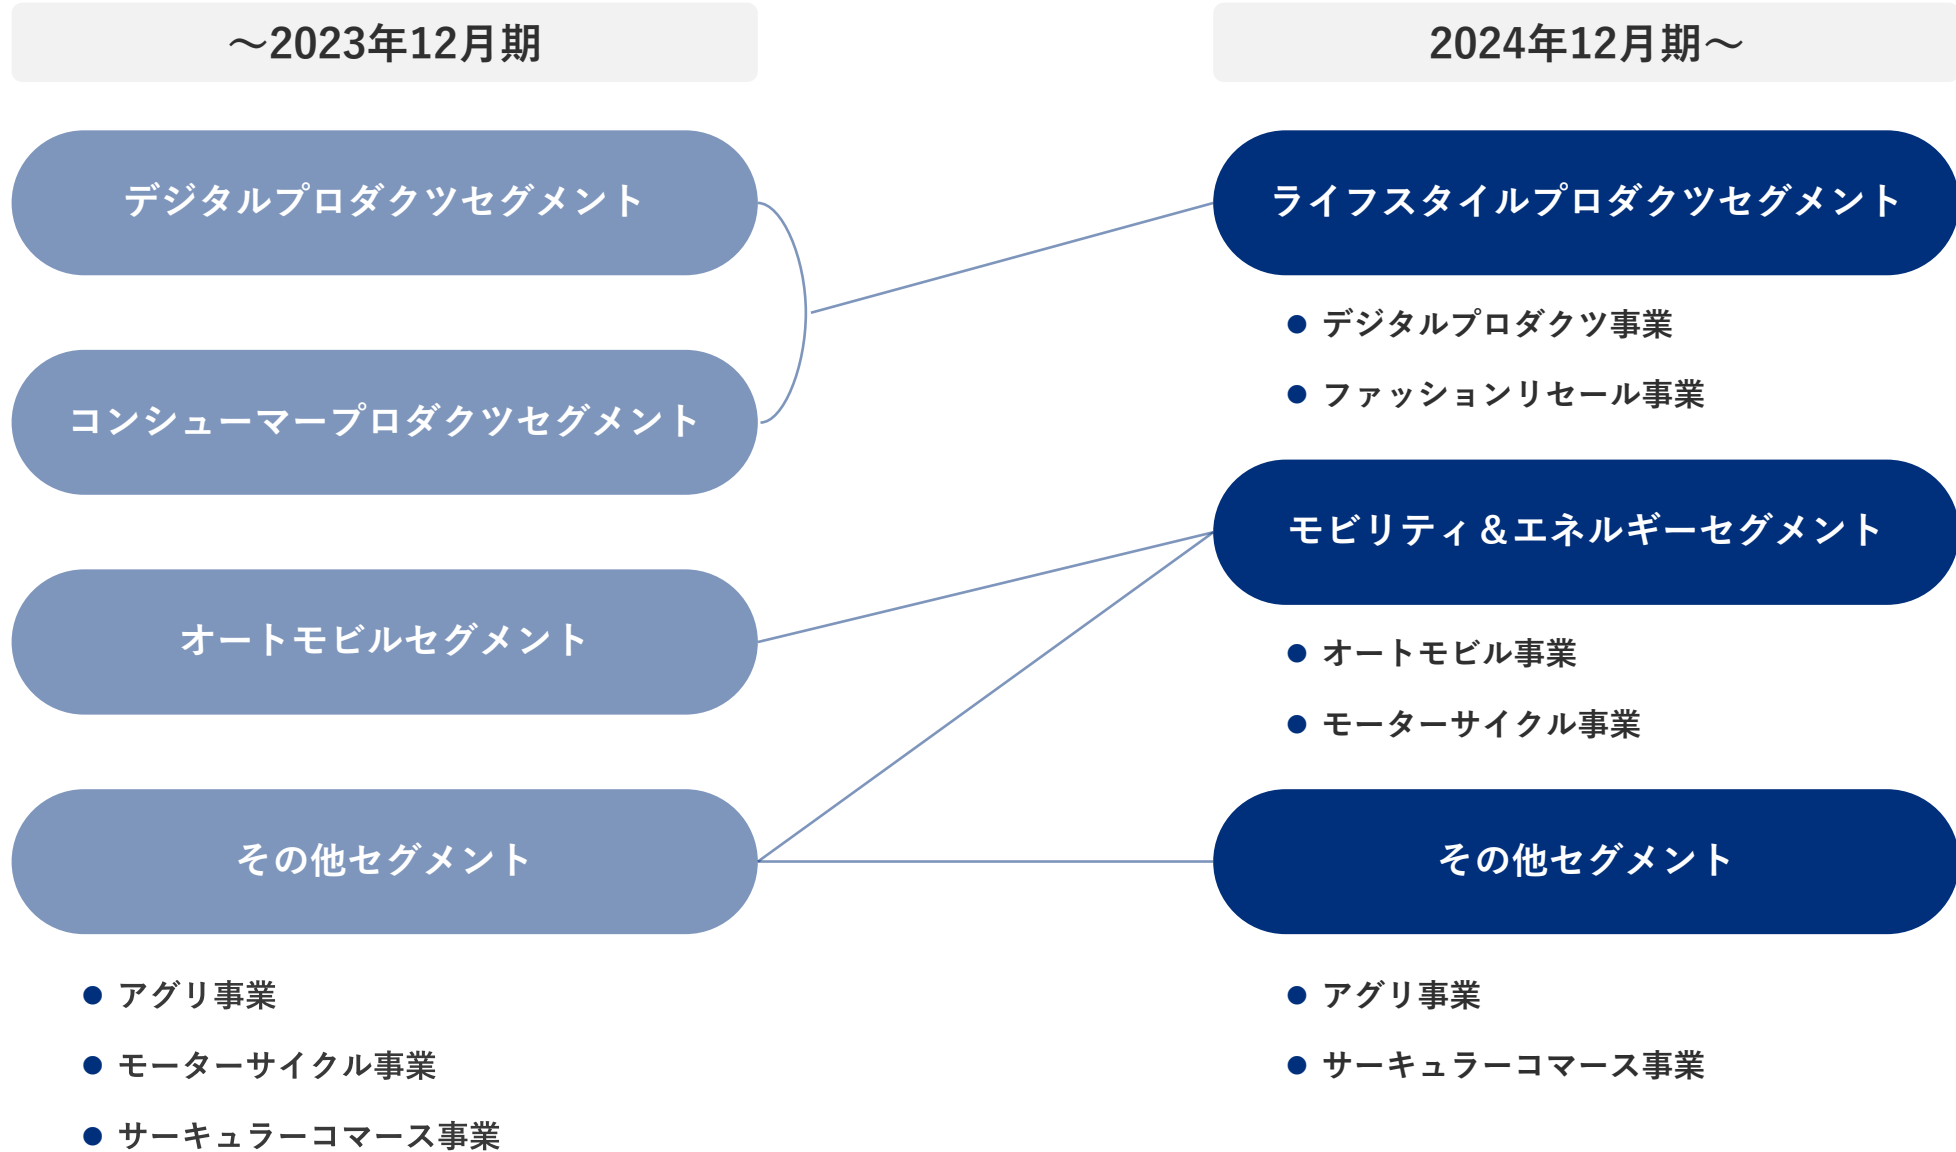 ～2023年12月期
デジタルプロダクツセグメント
コンシューマープロダクツセグメント
オートモビルセグメント
その他セグメント
● アグリ事業
● モーターサイクル事業
● サーキュラーコマース事業
2024年12月期～
ライフスタイルプロダクツセグメント
● デジタルプロダクツ事業
● ファッションリセール事業
モビリティ＆エネルギーセグメント
● オートモビル事業
● モーターサイクル事業
その他セグメント
● アグリ事業
● サーキュラーコマース事業